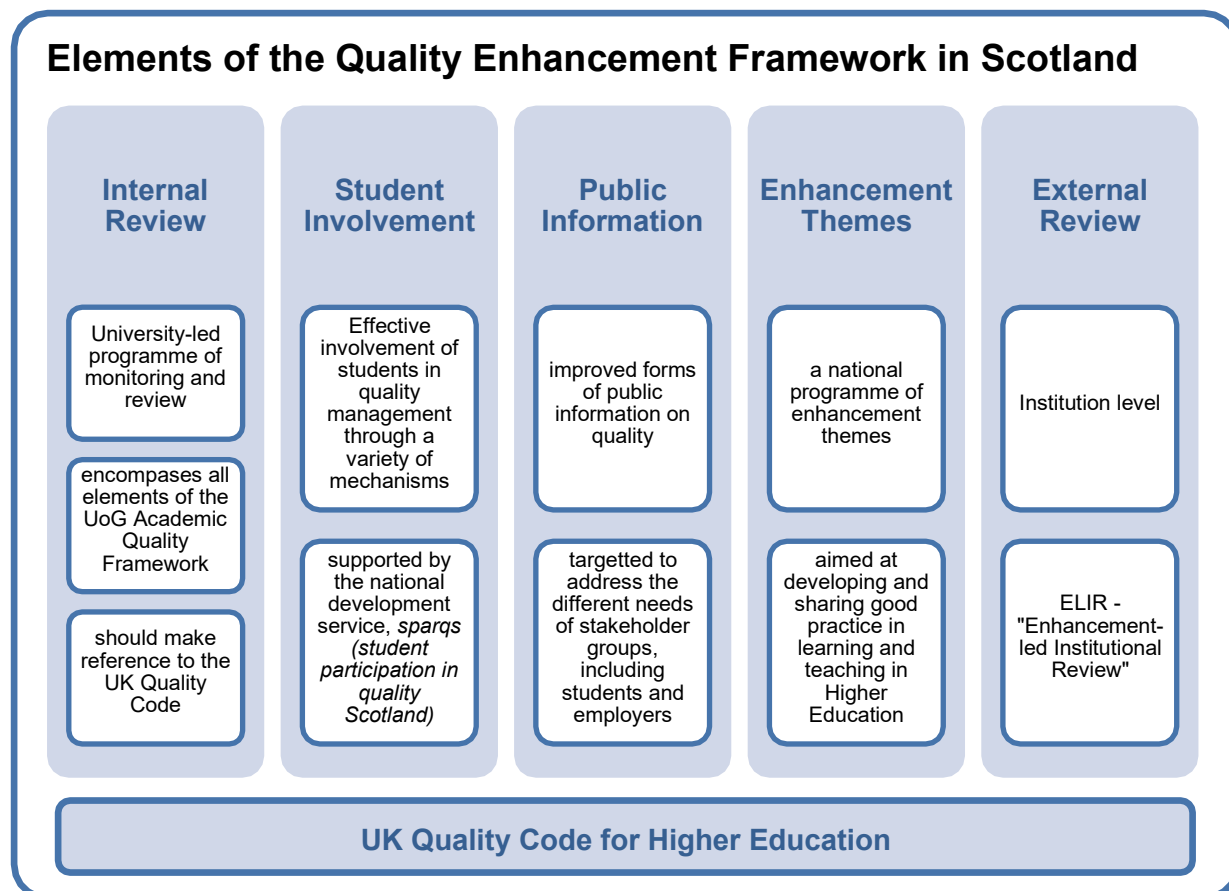 Elements of the Quality Enhancement Framework in Scotland
Internal
Review
University-led
programme of
monitoring and
review
encompases all
elements of the
UoG Academic
Quality
Framework
should make
reference to the
UK Quality
Code
Student
Involvement
Effective
involvement of
students in
quality
management
through a
variety of
mechanisms
supported by
the national
development
service, sparqs
(student
participation in
quality
Scotland)
Public
Information
improved forms
of public
information on
quality
targetted to
address the
different needs
of stakeholder
groups,
including
students and
employers
Enhancement
Themes
a national
programme of
enhancement
themes
aimed at
developing and
sharing good
practice in
learning and
teaching in
Higher
Education
External
Review
Institution level
ELIR -
"Enhancement-
led Institutional
Review"
UK Quality Code for Higher Education